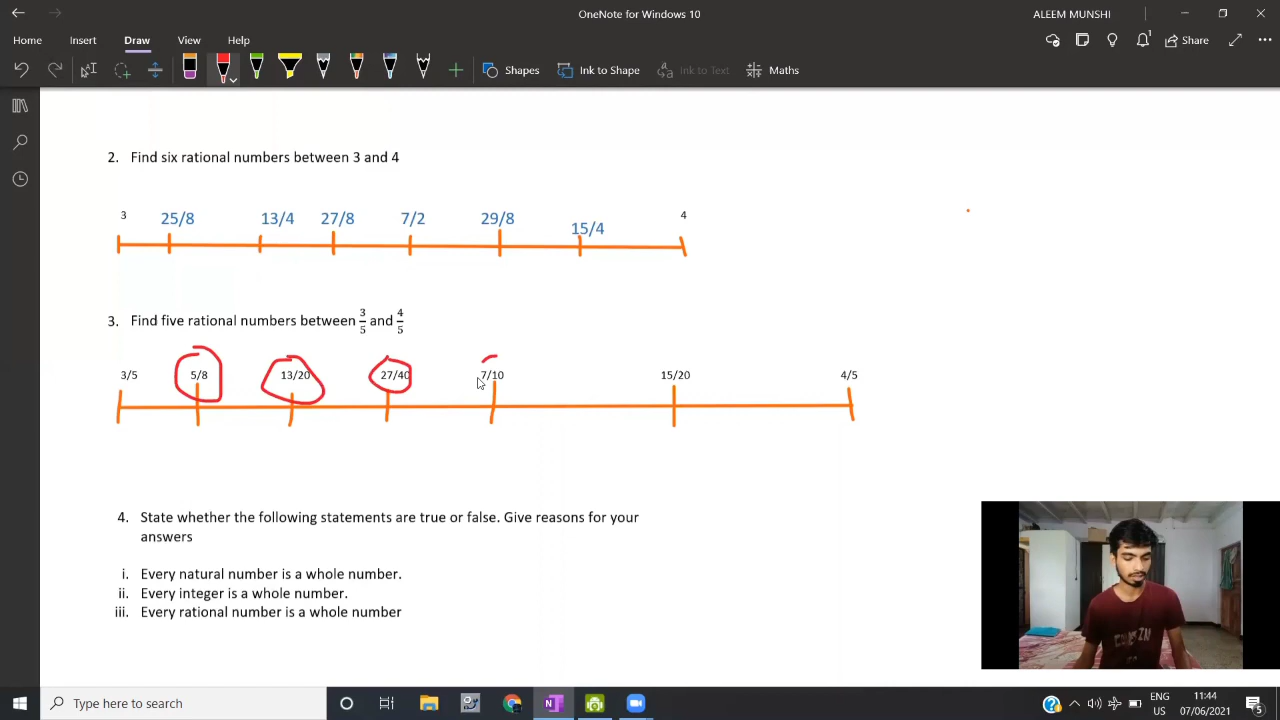 OneNote for Windows 10
ALEEM MUNSHI
Home Insert Draw View Help
Share
Shapes Ink to Shape Ink to Text Maths
2. Find six rational numbers between 3 and 4
3 25/8 13/4 27/8 7/2 29/8 15/4 4
3. Find five rational numbers between 3/5 and 4/5
3/5 5/8 13/20 27/40 7/10 15/20 4/5
4. State whether the following statements are true or false. Give reasons for your
answers
i. Every natural number is a whole number.
ii. Every integer is a whole number.
iii. Every rational number is a whole number
Type here to search
ENG
US
11:44
07/06/2021
5